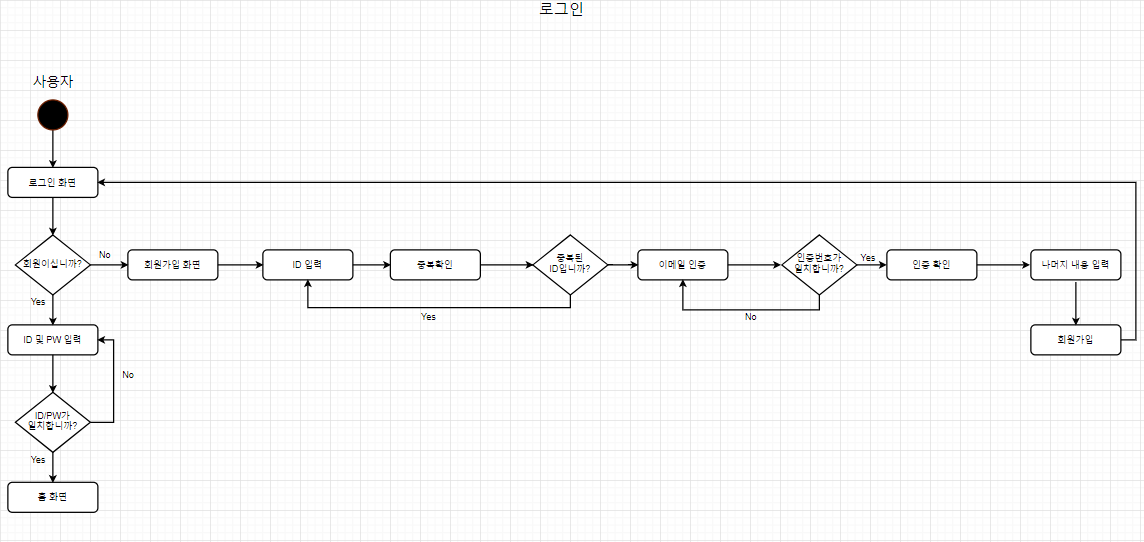 로그인
사용자
로그인 화면
회원이십니까?
No
회원가입 화면
ID 입력
중복확인
중복된
ID입니까?
Yes
이메일 인증
인증번호가
일치합니까?
No
Yes
인증 확인
나머지 내용 입력
회원가입
Yes
ID 및 PW 입력
No
ID/PW가
일치합니까?
Yes
홈 화면